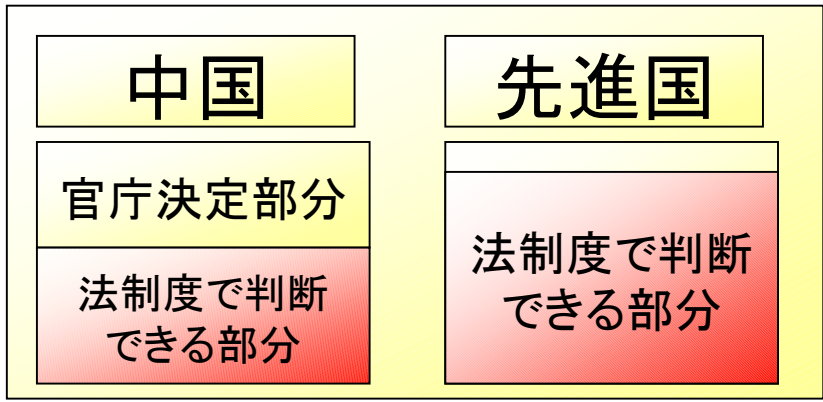 中国
先進国
官庁決定部分
法制度で判断
できる部分
法制度で判断
できる部分